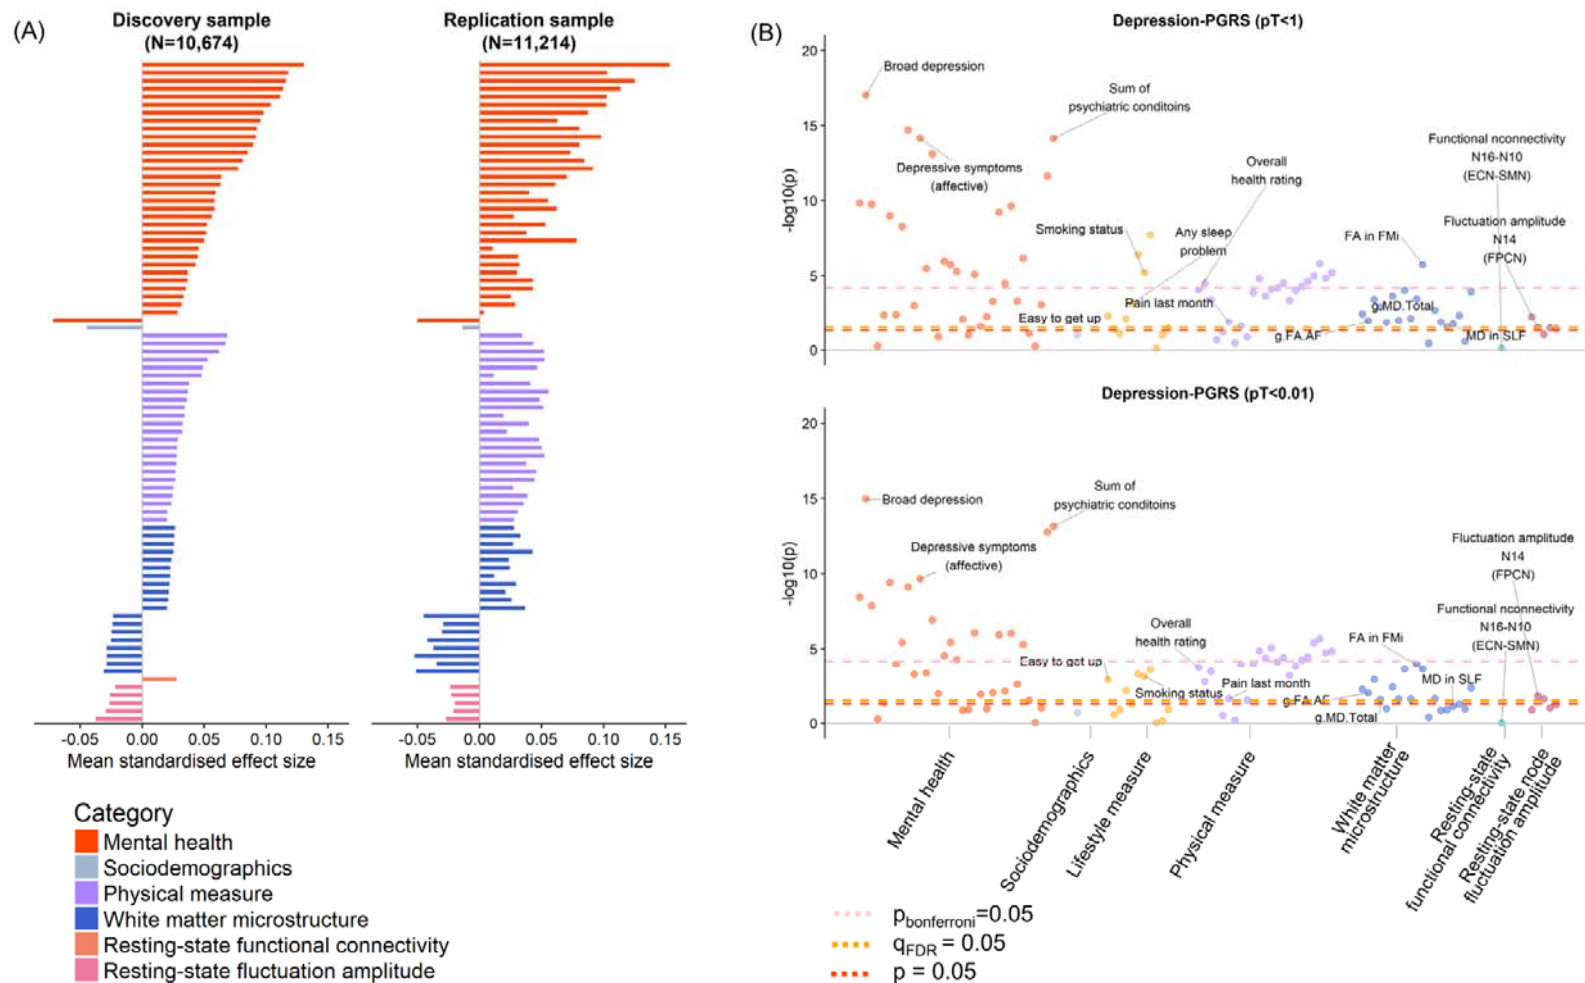 (A)
Discovery sample
(N=10,674)
Replication sample
(N=11,214)
-0.05
0.00
0.05
0.10
0.15
Mean standardised effect size
-0.05
0.00
0.05
0.10
0.15
Mean standardised effect size
Category
Mental health
Sociodemographics
Physical measure
White matter microstructure
Resting-state functional connectivity
Resting-state fluctuation amplitude
(B)
Depression-PGRS (pT<1)
20
15
10
5
0
-log10(p)
Broad depression
Sum of
psychiatric conditoins
Depressive symptoms
(affective)
Overall
health rating
Smoking status
Any sleep
problem
Pain last month
Easy to get up
Functional nconnectivity
N16-N10
(ECN-SMN)
Fluctuation amplitude
N14
(FPCN)
FA in FMi
g.MD.Total
g.FA.AF
MD in SLF
Depression-PGRS (pT<0.01)
20
15
10
5
0
-log10(p)
Broad depression
Sum of
psychiatric conditoins
Depressive symptoms
(affective)
Overall
health rating
Easy to get up
Smoking status
Pain last month
Fluctuation amplitude
N14
(FPCN)
Functional nconnectivity
N16-N10
(ECN-SMN)
FA in FMi
MD in SLF
g.FA.AF
g.MD.Total
Mental health
Sociodemographics
Lifestyle measure
Physical measure
White matter
microstructure
Resting-state
functional connectivity
Resting-state node
fluctuation amplitude
pbonferroni=0.05
qFDR = 0.05
p = 0.05